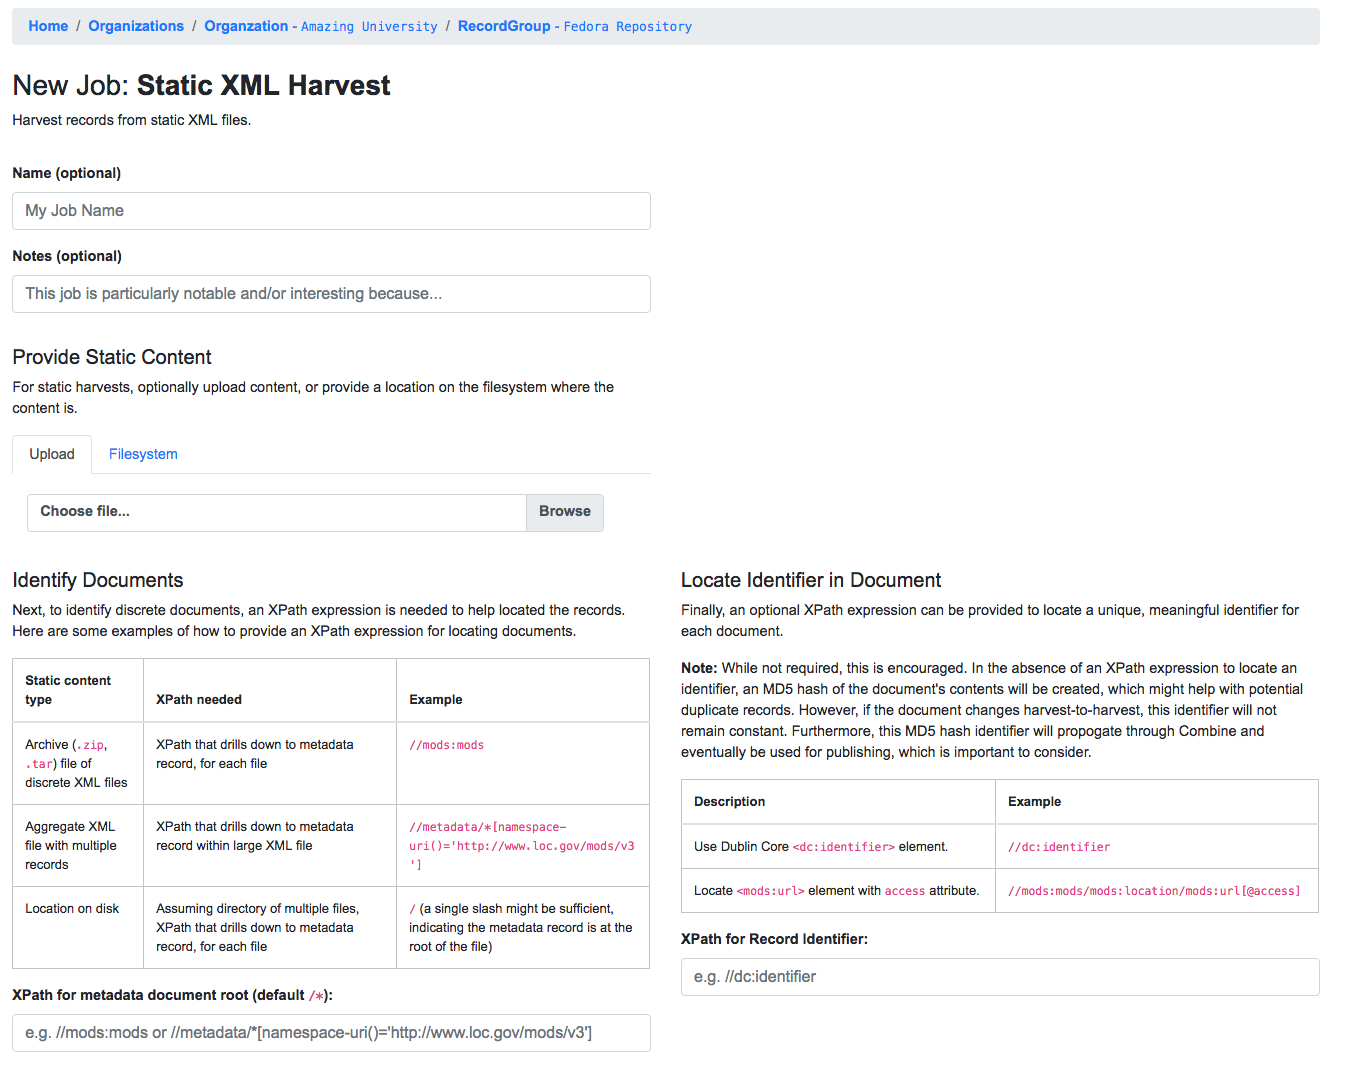 Home / Organizations / Organzation - Amazing University / RecordGroup - Fedora Repository
New Job: Static XML Harvest
Harvest records from static XML files.
Name (optional)
My Job Name
Notes (optional)
This job is particularly notable and/or interesting because...
Provide Static Content
For static harvests, optionally upload content, or provide a location on the filesystem where the
content is.
Upload Filesystem
Choose file... Browse
Identify Documents
Next, to identify discrete documents, an XPath expression is needed to help located the records.
Here are some examples of how to provide an XPath expression for locating documents.
Static content
type
XPath needed
Example
Archive (.zip,
.tar) file of
discrete XML files
XPath that drills down to metadata
record, for each file
//mods:mods
Aggregate XML
file with multiple
records
XPath that drills down to metadata
record within large XML file
//metadata/*[namespace-
uri()='http://www.loc.gov/mods/v3
']
Location on disk
Assuming directory of multiple files,
XPath that drills down to metadata
record, for each file
/ (a single slash might be sufficient,
indicating the metadata record is at the
root of the file)
XPath for metadata document root (default /*):
e.g. //mods:mods or //metadata/*[namespace-uri()='http://www.loc.gov/mods/v3']
Locate Identifier in Document
Finally, an optional XPath expression can be provided to locate a unique, meaningful identifier for
each document.
Note: While not required, this is encouraged. In the absence of an XPath expression to locate an
identifier, an MD5 hash of the document's contents will be created, which might help with potential
duplicate records. However, if the document changes harvest-to-harvest, this identifier will not
remain constant. Furthermore, this MD5 hash identifier will propogate through Combine and
eventually be used for publishing, which is important to consider.
Description
Example
Use Dublin Core <dc:identifier> element.
//dc:identifier
Locate <mods:url> element with access attribute.
//mods:mods/mods:location/mods:url[@access]
XPath for Record Identifier:
e.g. //dc:identifier